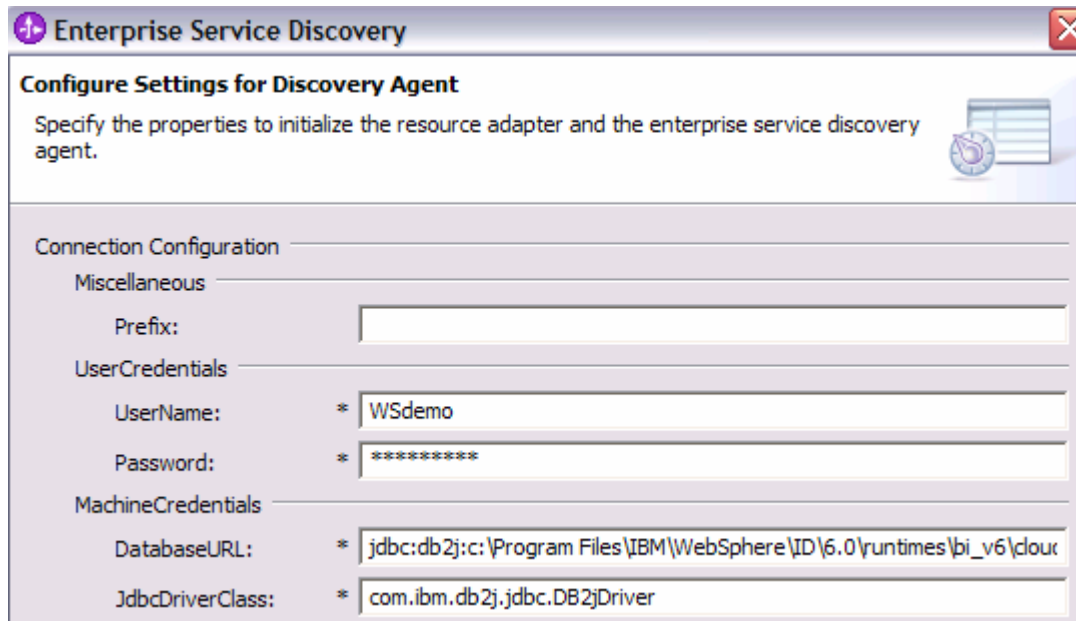 Enterprise Service Discovery
Configure Settings for Discovery Agent
Specify the properties to initialize the resource adapter and the enterprise service discovery
agent.
Connection Configuration
Miscellaneous
Prefix:
UserCredentials
UserName: * WSdemo
Password: * *********
MachineCredentials
DatabaseURL: * jdbc:db2j:c:\Program Files\IBM\WebSphere\ID\6.0\runtimes\bi_v6\cloud
JdbcDriverClass: * com.ibm.db2j.jdbc.DB2jDriver